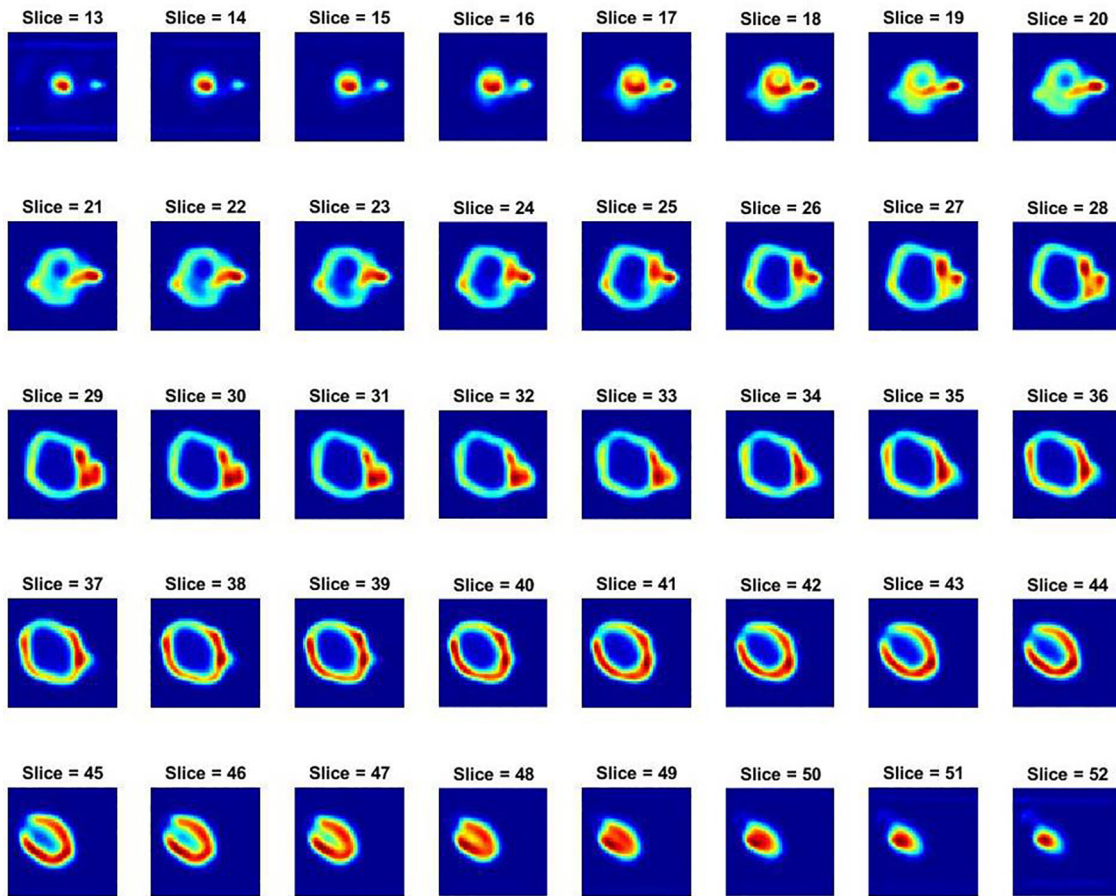 Slice = 13 Slice = 14 Slice = 15 Slice = 16 Slice = 17 Slice = 18 Slice = 19 Slice = 20
Slice = 21 Slice = 22 Slice = 23 Slice = 24 Slice = 25 Slice = 26 Slice = 27 Slice = 28
Slice = 29 Slice = 30 Slice = 31 Slice = 32 Slice = 33 Slice = 34 Slice = 35 Slice = 36
Slice = 37 Slice = 38 Slice = 39 Slice = 40 Slice = 41 Slice = 42 Slice = 43 Slice = 44
Slice = 45 Slice = 46 Slice = 47 Slice = 48 Slice = 49 Slice = 50 Slice = 51 Slice = 52